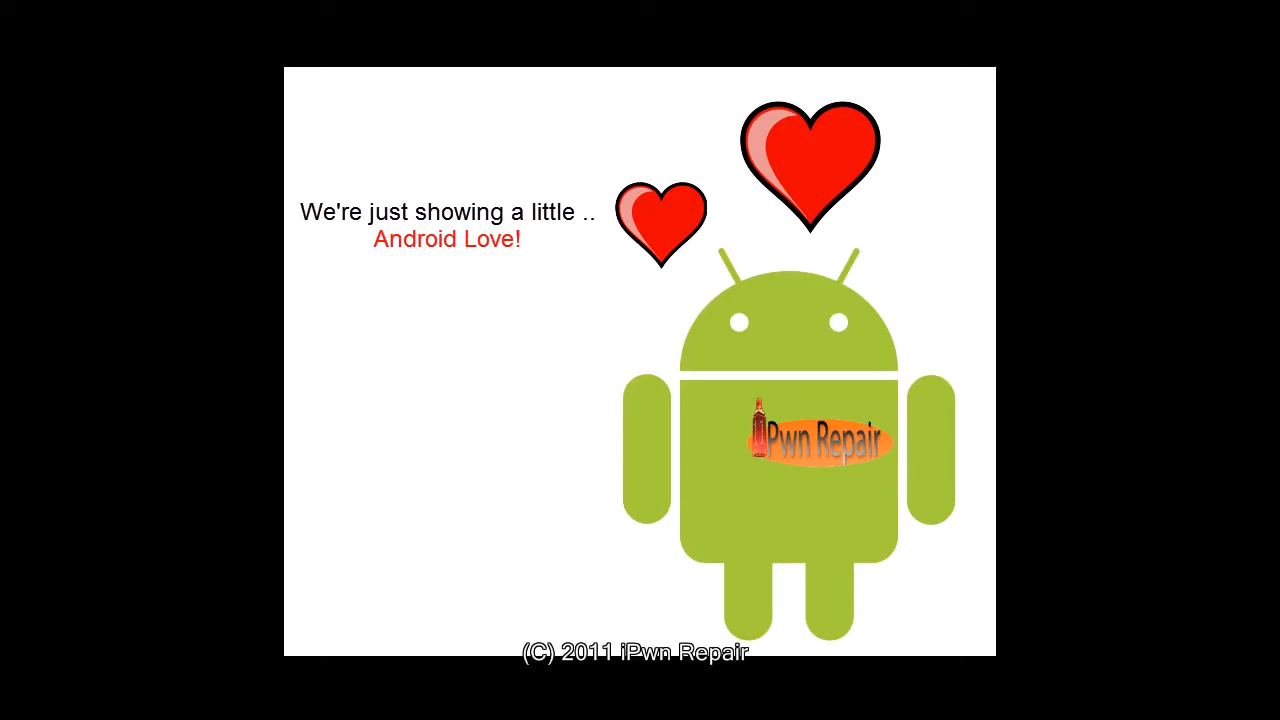 We're just showing a little ..
Android Love!
iPwn Repair
(C) 2011 iPwn Repair